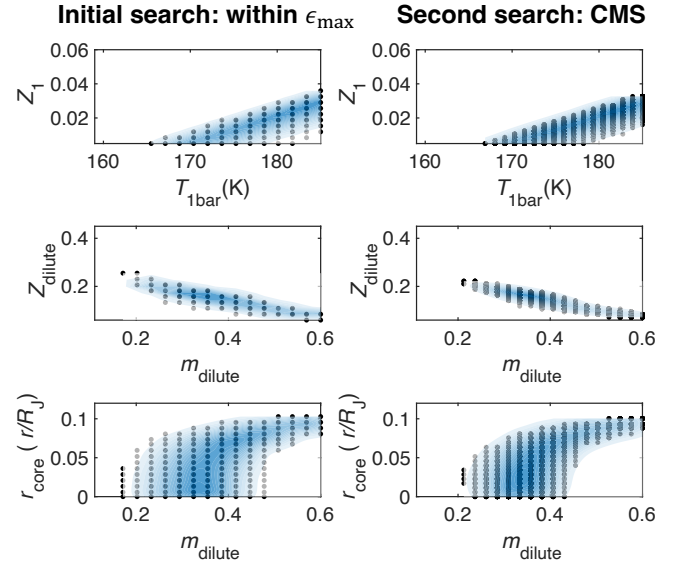 Initial search: within ϵmax
Second search: CMS
0.06
0.04
0.02
Z1
160
170
180
T1bar(K)
0.06
0.04
0.02
Z1
160
170
180
T1bar(K)
0.4
0.2
Zdilute
0.2
0.4
0.6
mdilute
0.4
0.2
Zdilute
0.2
0.4
0.6
mdilute
0.1
0.05
0
rcore ( r/RJ)
0.2
0.4
0.6
mdilute
0.1
0.05
0
rcore ( r/RJ)
0.2
0.4
0.6
mdilute